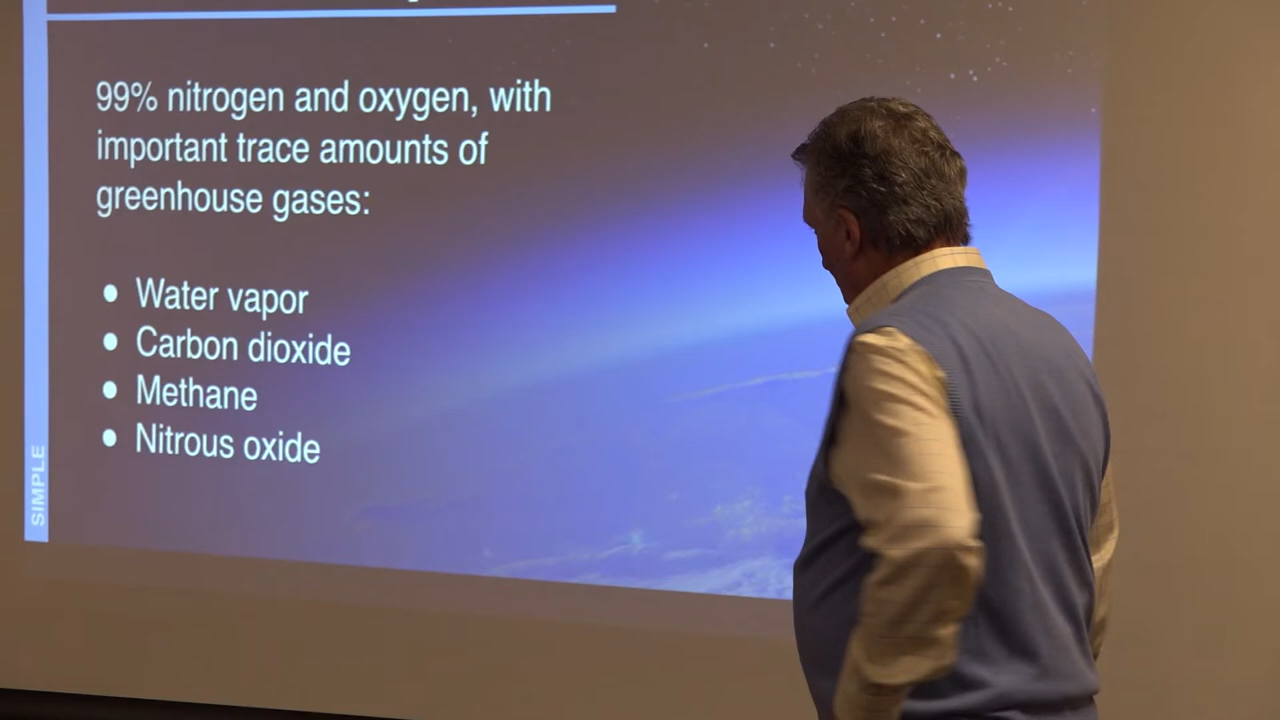 99% nitrogen and oxygen, with
important trace amounts of
greenhouse gases:
● Water vapor
● Carbon dioxide
● Methane
● Nitrous oxide
SIMPLE